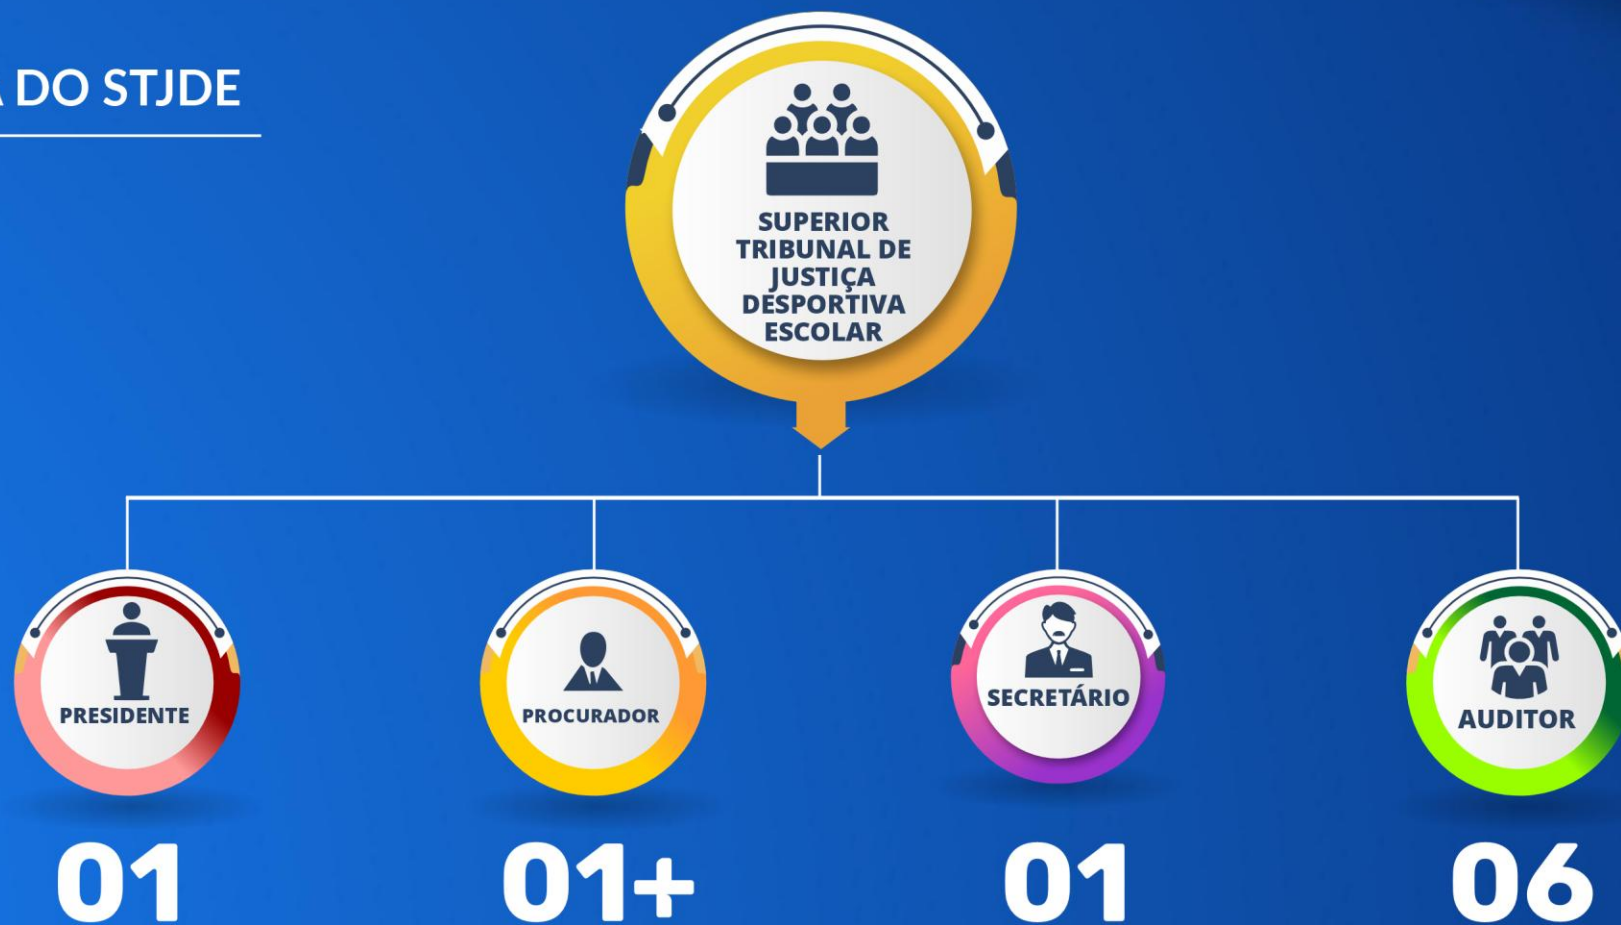 A DO STJDE
SUPERIOR
TRIBUNAL DE
JUSTIÇA
DESPORTIVA
ESCOLAR
PRESIDENTE
PROCURADOR
SECRETÁRIO
AUDITOR
01
01+
01
06